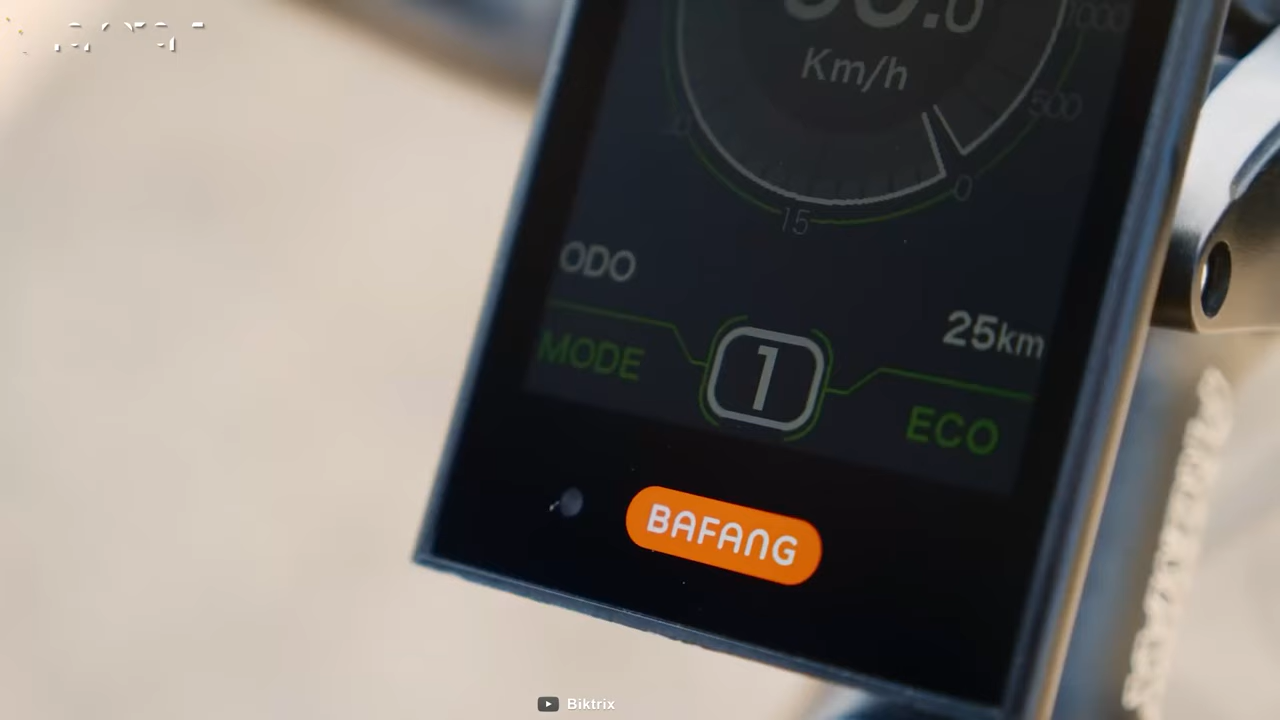 Km/h
1000
500
0
15
ODO
25km
MODE
1
ECO
BAFANG
Biktrix